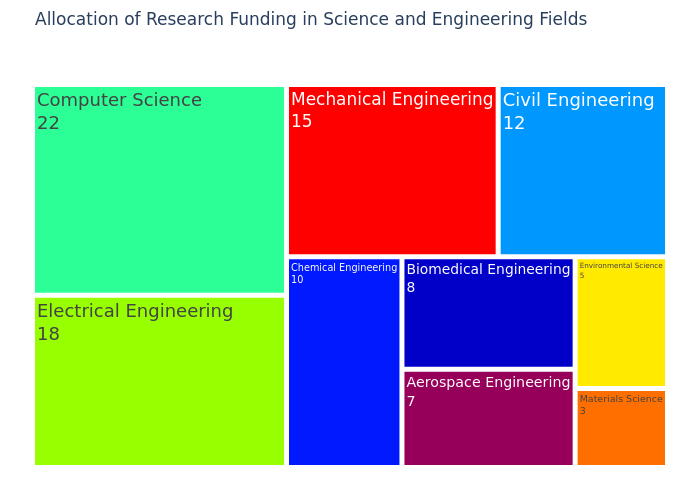 Allocation of Research Funding in Science and Engineering Fields
Computer Science
22
Mechanical Engineering
15
Civil Engineering
12
Chemical Engineering
10
Biomedical Engineering
8
Environmental Science
5
Electrical Engineering
18
Aerospace Engineering
7
Materials Science
3